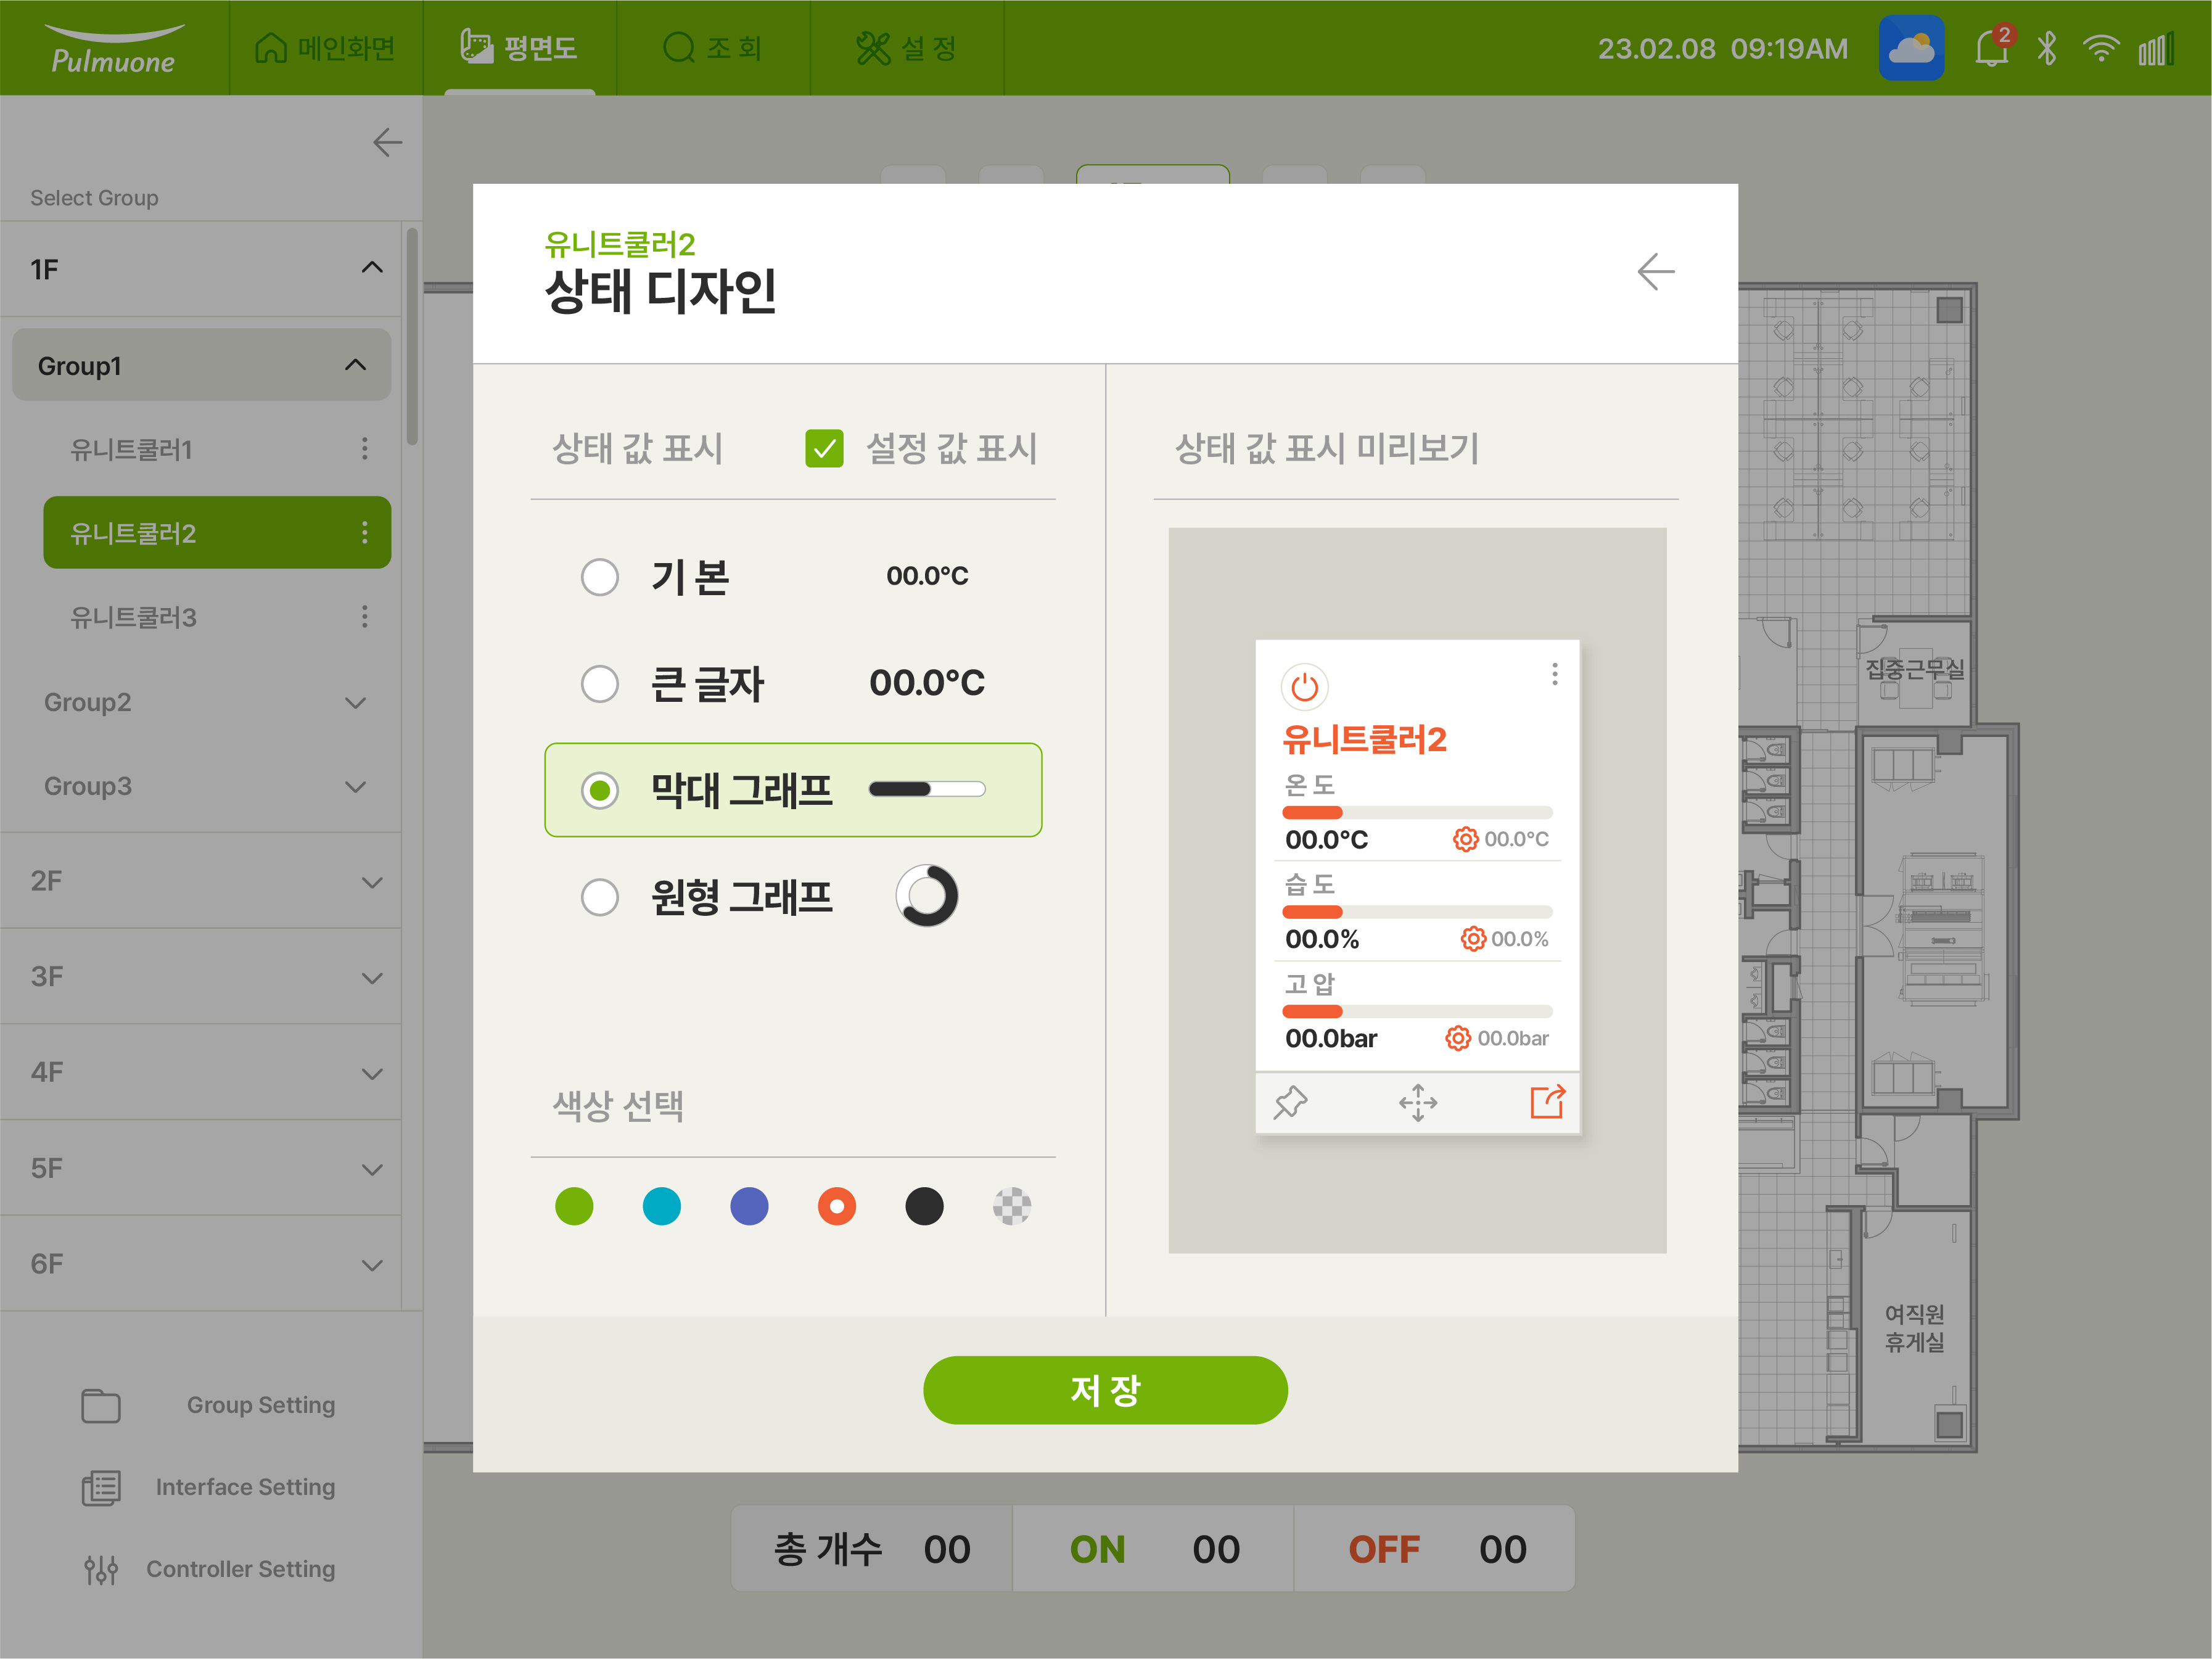 Pulmuone
메인화면
평면도
조 회
설 정
23.02.08 09:19AM
2
Select Group
1F
Group1
유니트쿨러1
유니트쿨러2
유니트쿨러3
Group2
Group3
2F
3F
4F
5F
6F
Group Setting
Interface Setting
Controller Setting
유니트쿨러2
상태 디자인
상태 값 표시
설정 값 표시
기 본
00.0°C
큰 글자
00.0°C
막대 그래프
원형 그래프
색상 선택
상태 값 표시 미리보기
유니트쿨러2
온 도
00.0°C
00.0°C
습 도
00.0%
00.0%
고 압
00.0bar
00.0bar
저 장
집중근무실
여직원
휴게실
총 개수 00
ON 00
OFF 00